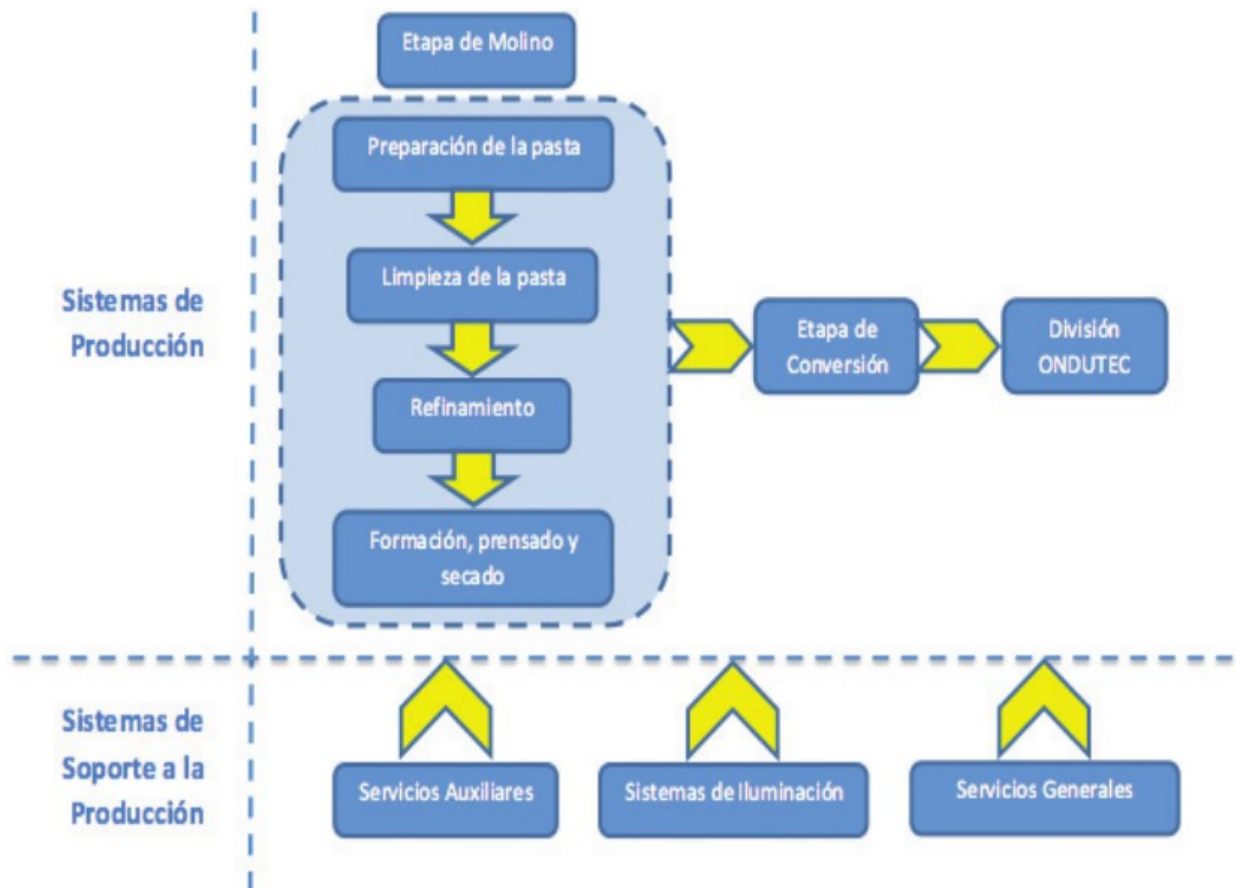 Etapa de Molino
Preparación de la pasta
Limpieza de la pasta
Refinamiento
Formación, prensado y
secado
Sistemas de
Producción
Etapa de
Conversión
División
ONDUTEC
Sistemas de
Soporte a la
Producción
Servicios Auxiliares
Sistemas de Iluminación
Servicios Generales